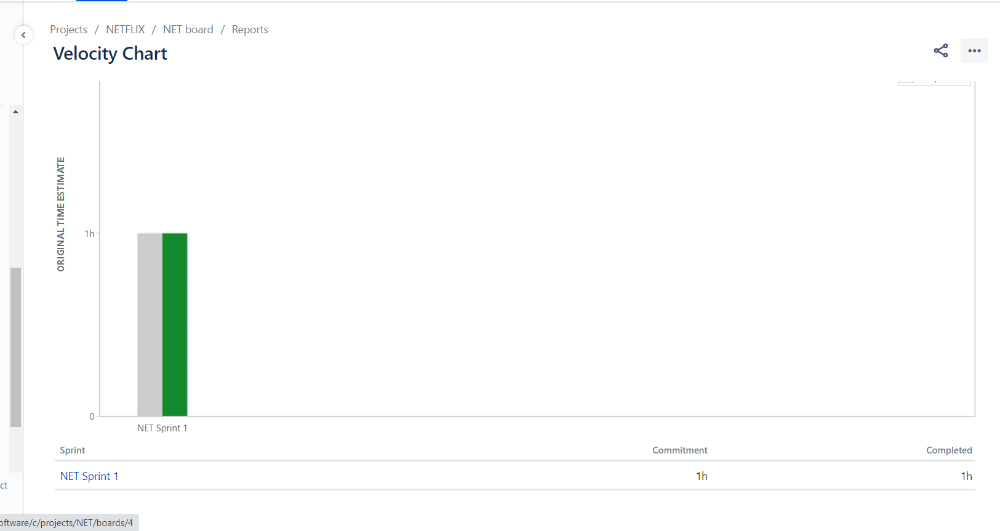 Projects / NETFLIX / NET board / Reports
Velocity Chart
ORIGINAL TIME ESTIMATE
1h
0
NET Sprint 1
Sprint Commitment Completed
NET Sprint 1 1h 1h
ct
oftware/c/projects/NET/boards/4